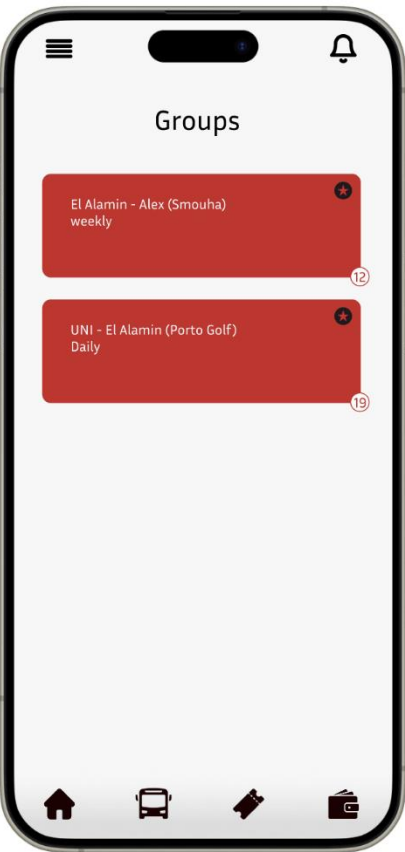 Groups
El Alamin - Alex (Smouha)
weekly
12
UNI - El Alamin (Porto Golf)
Daily
19